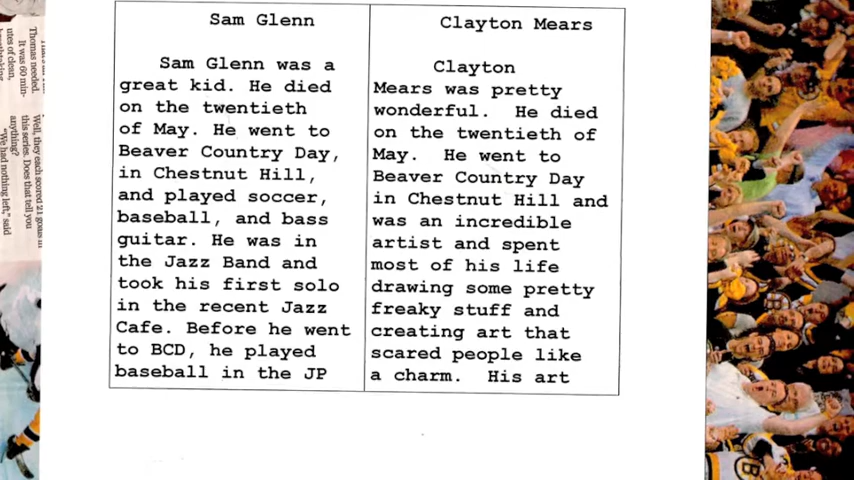 Thomas needed.
It was 60 min-
utes of clean,
Well, they each scored 21 goals in
this series. Does that tell you
anything?
"We had nothing left," said
Sam Glenn
Sam Glenn was a
great kid. He died
on the twentieth
of May. He went to
Beaver Country Day,
in Chestnut Hill,
and played soccer,
baseball, and bass
guitar. He was in
the Jazz Band and
took his first solo
in the recent Jazz
Cafe. Before he went
to BCD, he played
baseball in the JP
Clayton Mears
Clayton
Mears was pretty
wonderful. He died
on the twentieth of
May. He went to
Beaver Country Day
in Chestnut Hill and
was an incredible
artist and spent
most of his life
drawing some pretty
freaky stuff and
creating art that
scared people like
a charm. His art
B